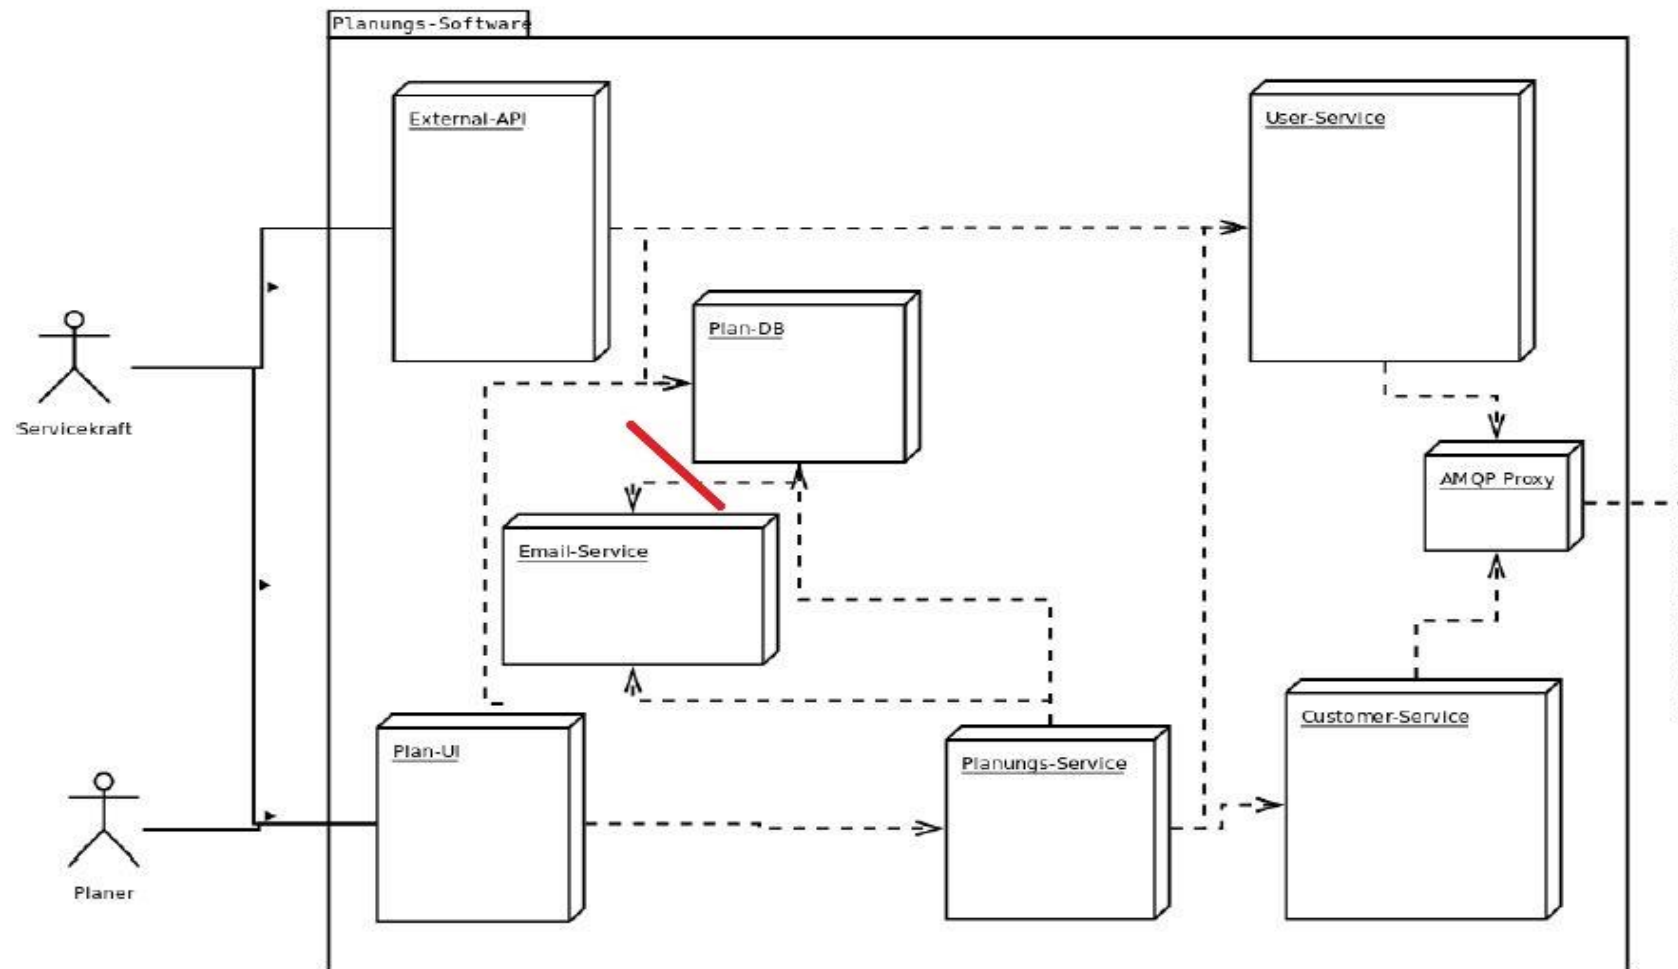 Planungs-Software
External-API
User-Service
Plan-DB
Servicekraft
AMQP Proxy
Email-Service
Plan-UI
Planungs-Service
Customer-Service
Planer